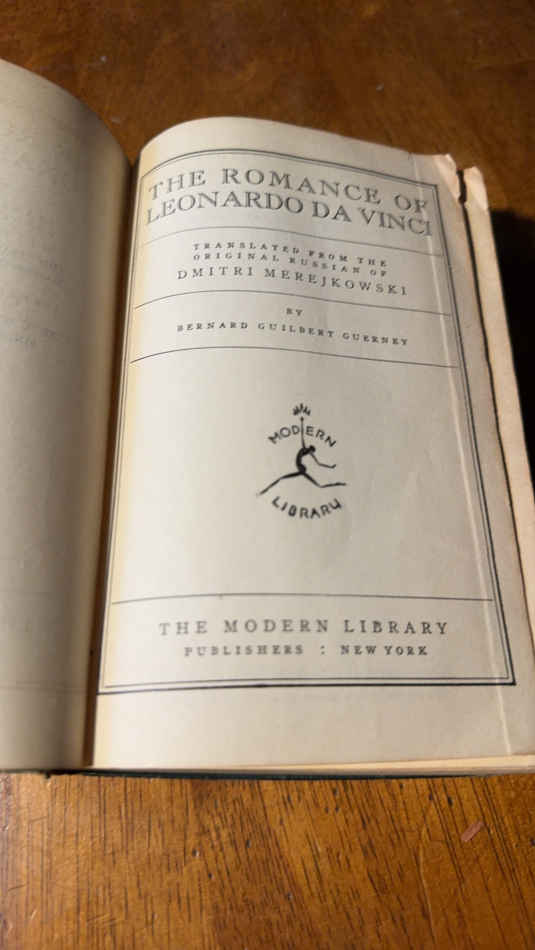 THE ROMANCE OF
LEONARDO DA VINCI
TRANSLATED FROM THE
ORIGINAL RUSSIAN OF
DMITRI MEREJKOWSKI
BY
BERNARD GUILBERT GUERNEY
MODERN
LIBRARY
THE MODERN LIBRARY
PUBLISHERS : NEW YORK